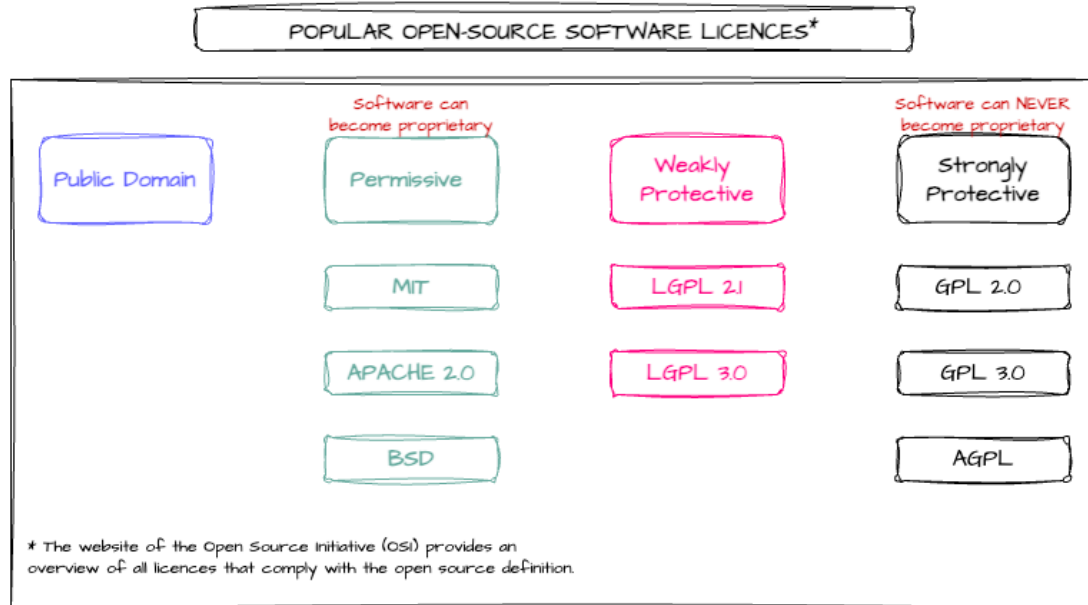 POPULAR OPEN-SOURCE SOFTWARE LICENCES*
Software can
become proprietary
Software can NEVER
become proprietary
Public Domain
Permissive
Weakly
Protective
Strongly
Protective
MIT
LGPL 2.1
GPL 2.0
APACHE 2.0
LGPL 3.0
GPL 3.0
BSD
AGPL
* The website of the Open Source Initiative (OSI) provides an
overview of all licences that comply with the open source definition.